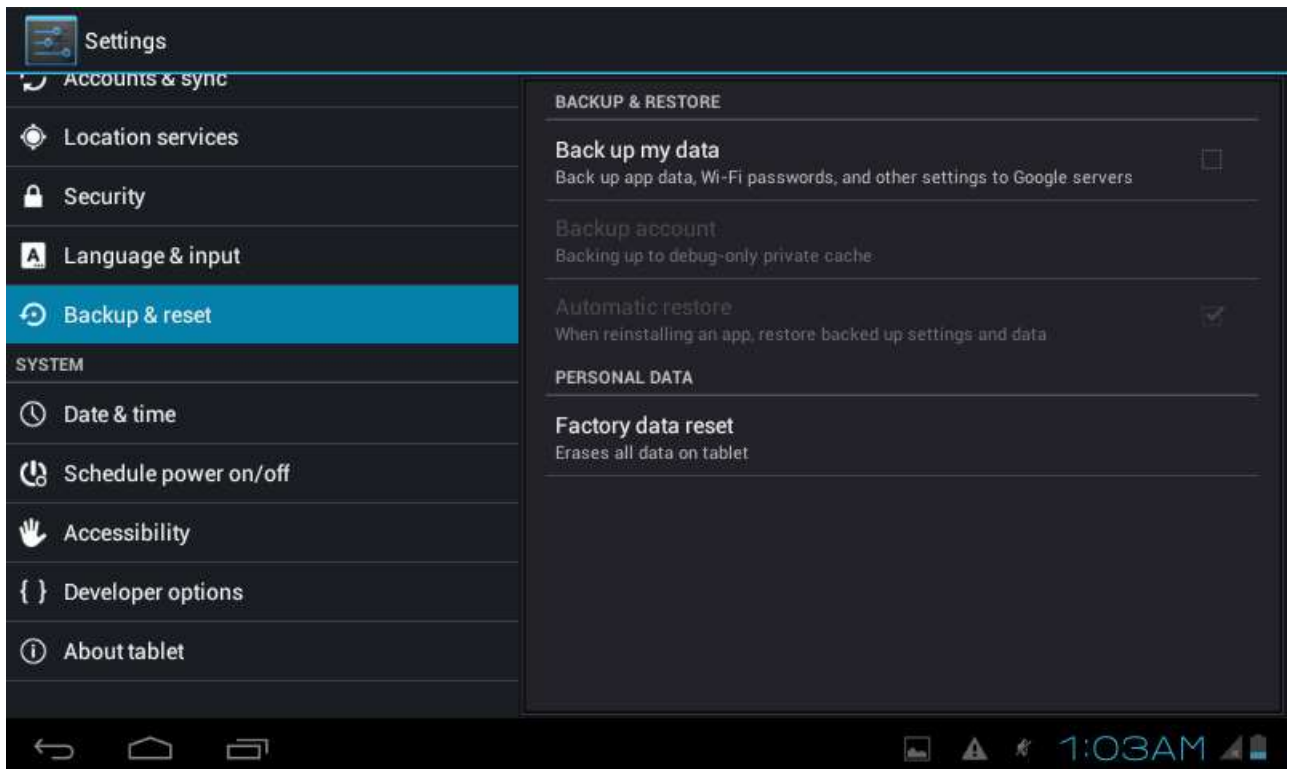 Settings
Accounts & sync
Location services
Security
Language & input
Backup & reset
SYSTEM
Date & time
Schedule power on/off
Accessibility
{ } Developer options
About tablet
BACKUP & RESTORE
Back up my data
Back up app data, Wi-Fi passwords, and other settings to Google servers
Backup account
Backing up to debug-only private cache
Automatic restore
When reinstalling an app, restore backed up settings and data
PERSONAL DATA
Factory data reset
Erases all data on tablet
1:03AM